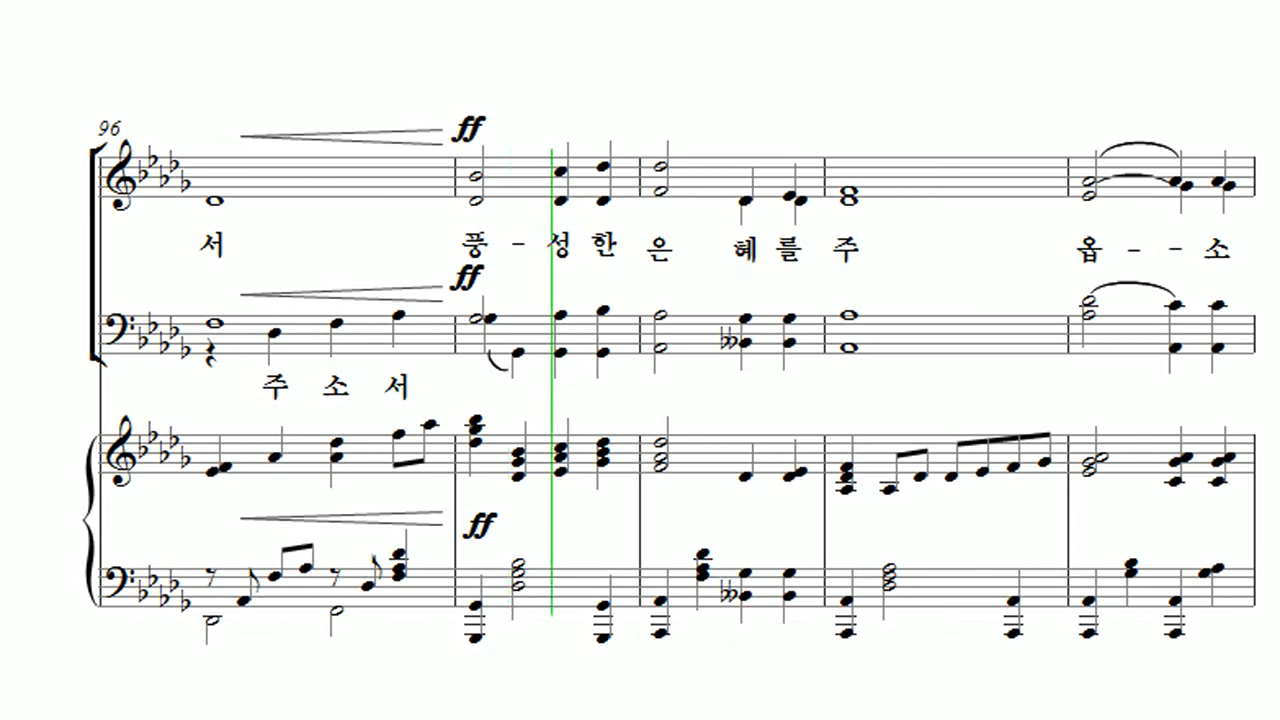 96
ff
서 풍 - 성 한 은 혜 를 주 옵 - - 소
ff
주 소 서
ff